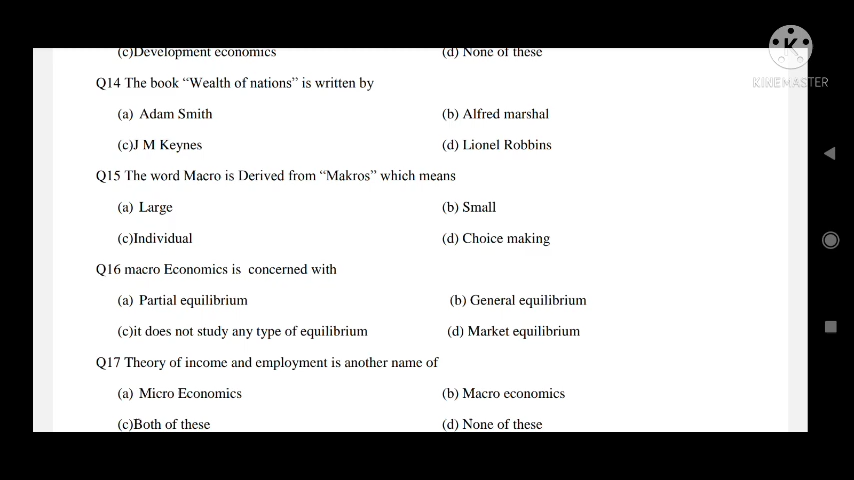 (c)Development economics (d) None of these
KINEMASTER
Q14 The book “Wealth of nations” is written by
(a) Adam Smith (b) Alfred marshal
(c)J M Keynes (d) Lionel Robbins
Q15 The word Macro is Derived from “Makros” which means
(a) Large (b) Small
(c)Individual (d) Choice making
Q16 macro Economics is concerned with
(a) Partial equilibrium (b) General equilibrium
(c)it does not study any type of equilibrium (d) Market equilibrium
Q17 Theory of income and employment is another name of
(a) Micro Economics (b) Macro economics
(c)Both of these (d) None of these